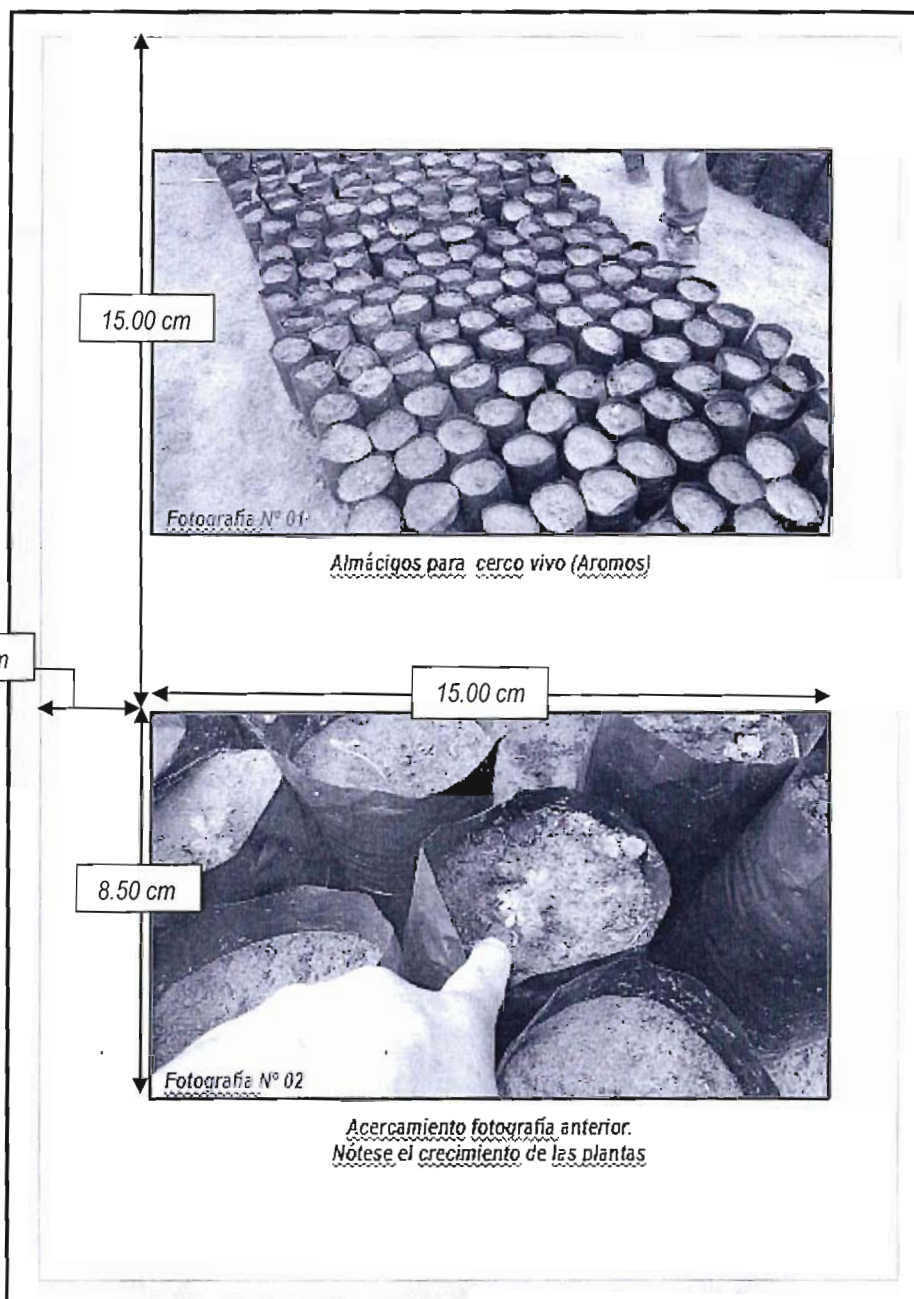 15.00 cm
Fotografía N° 01
Almácigos para cerco vivo (Aromos)
m
15.00 cm
8.50 cm
Fotografía N° 02
Acercamiento fotografía anterior.
Nótese el crecimiento de las plantas